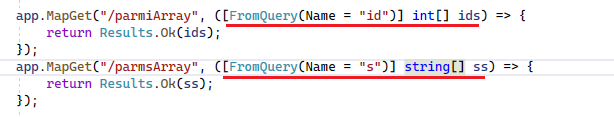 app.MapGet("/parmiArray", ([FromQuery(Name = "id")] int[] ids) => {
    return Results.Ok(ids);
});
app.MapGet("/parmsArray", ([FromQuery(Name = "s")] string[] ss) => {
    return Results.Ok(ss);
});